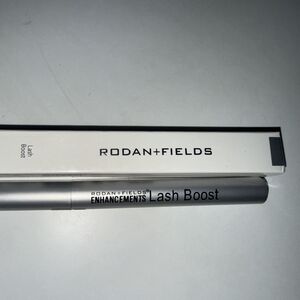 Lash
Boost
RODAN+FIELDS
RODAN+FIELDS
ENHANCEMENTS Lash Boost